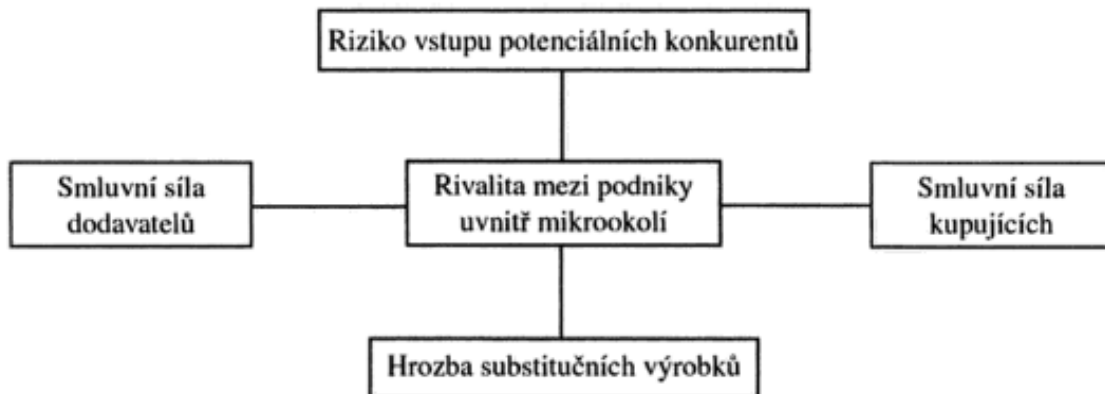 Riziko vstupu potenciálních konkurentů
Smluvní síla
dodavatelů
Rivalita mezi podniky
uvnitř mikrookolí
Smluvní síla
kupujících
Hrozba substitučních výrobků